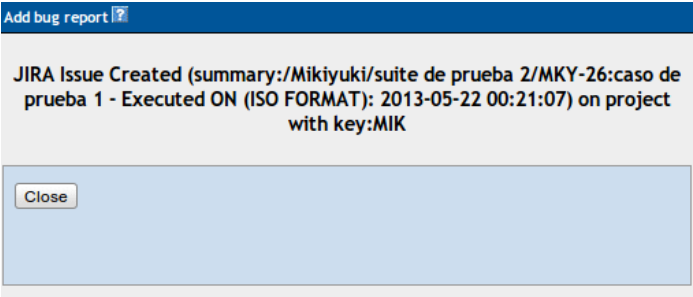 Add bug report ?
JIRA Issue Created (summary:/Mikiyuki/suite de prueba 2/MKY-26:caso de
prueba 1 - Executed ON (ISO FORMAT): 2013-05-22 00:21:07) on project
with key:MIK
Close